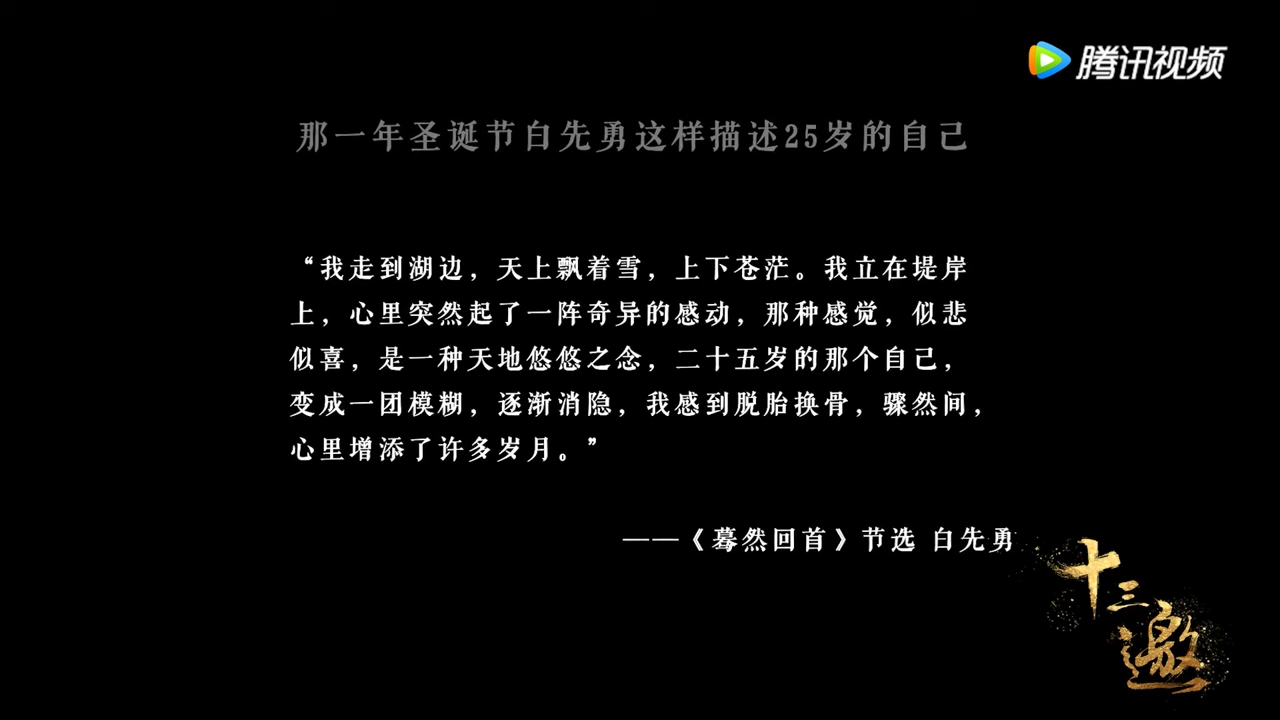 腾讯视频
那一年圣诞节白先勇这样描述25岁的自己
“我走到湖边，天上飘着雪，上下苍茫。我立在堤岸
上，心里突然起了一阵奇异的感动，那种感觉，似悲
似喜，是一种天地悠悠之念，二十五岁的那个自己，
变成一团模糊，逐渐消隐，我感到脱胎换骨，骤然间，
心里增添了许多岁月。”
——《蓦然回首》节选 白先勇
十三邀